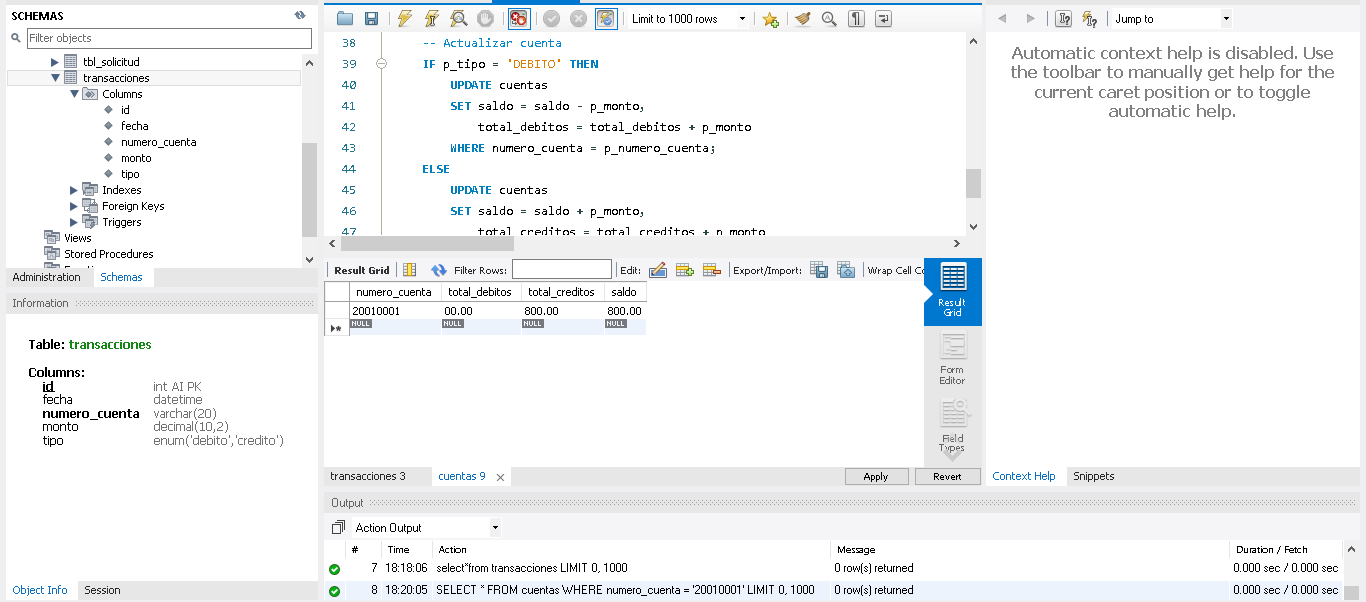 SCHEMAS
Filter objects
tbl_solicitud
transacciones
Columns
id
fecha
numero_cuenta
monto
tipo
Indexes
Foreign Keys
Triggers
Views
Stored Procedures
Administration Schemas
Information
Table: transacciones
Columns:
id int AI PK
fecha datetime
numero_cuenta varchar(20)
monto decimal(10,2)
tipo enum('debito','credito')
Object Info Session
Limit to 1000 rows
38 -- Actualizar cuenta
39 IF p_tipo = 'DEBITO' THEN
40 UPDATE cuentas
41 SET saldo = saldo - p_monto,
42 total_debitos = total_debitos + p_monto
43 WHERE numero_cuenta = p_numero_cuenta;
44 ELSE
45 UPDATE cuentas
46 SET saldo = saldo + p_monto,
47 total_creditos = total_creditos + p_monto
Result Grid Filter Rows: Edit: Export/Import: Wrap Cell Co
numero_cuenta total_debitos total_creditos saldo
20010001 00.00 800.00 800.00
NULL NULL NULL NULL
Result
Grid
Form
Editor
Field
Types
transacciones 3 cuentas 9
Apply Revert
Output
Action Output
# Time Action Message Duration / Fetch
7 18:18:06 select*from transacciones LIMIT 0, 1000 0 row(s) returned 0.000 sec / 0.000 sec
8 18:20:05 SELECT * FROM cuentas WHERE numero_cuenta = '20010001' LIMIT 0, 1000 0 row(s) returned 0.000 sec / 0.000 sec
Jump to
Automatic context help is disabled. Use
the toolbar to manually get help for the
current caret position or to toggle
automatic help.
Context Help Snippets